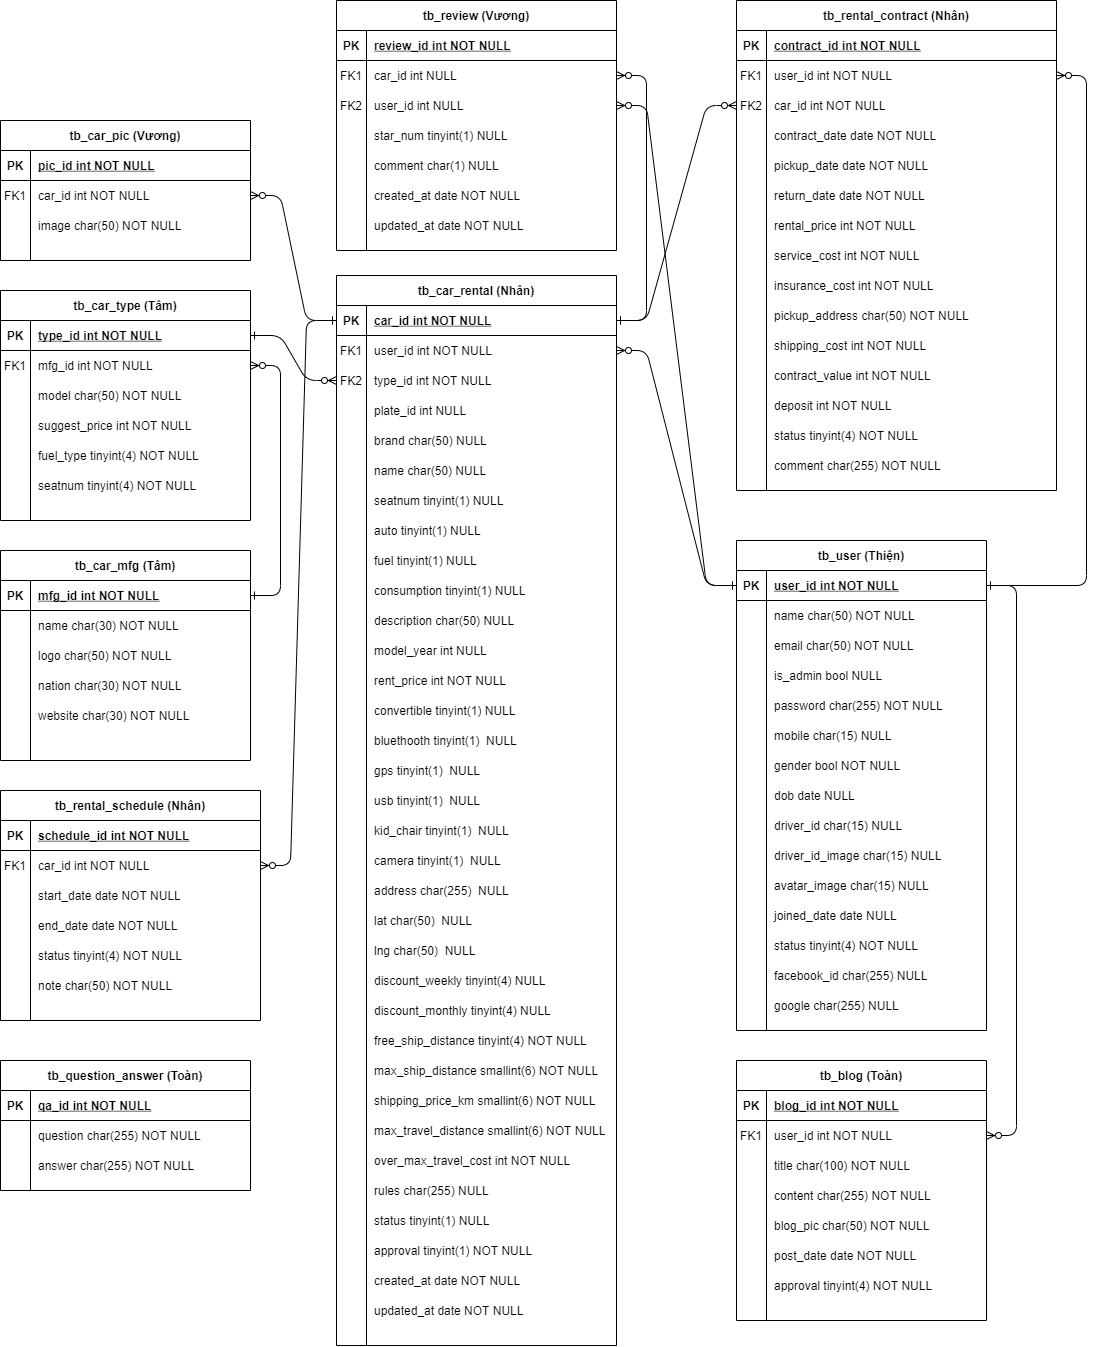 tb_review (Vương)
PK review_id int NOT NULL
FK1 car_id int NULL
FK2 user_id int NULL
star_num tinyint(1) NULL
comment char(1) NULL
created_at date NOT NULL
updated_at date NOT NULL
tb_rental_contract (Nhân)
PK contract_id int NOT NULL
FK1 user_id int NOT NULL
FK2 car_id int NOT NULL
contract_date date NOT NULL
pickup_date date NOT NULL
return_date date NOT NULL
rental_price int NOT NULL
service_cost int NOT NULL
insurance_cost int NOT NULL
pickup_address char(50) NOT NULL
shipping_cost int NOT NULL
contract_value int NOT NULL
deposit int NOT NULL
status tinyint(4) NOT NULL
comment char(255) NOT NULL
tb_car_pic (Vương)
PK pic_id int NOT NULL
FK1 car_id int NOT NULL
image char(50) NOT NULL
tb_car_type (Tâm)
PK type_id int NOT NULL
FK1 mfg_id int NOT NULL
model char(50) NOT NULL
suggest_price int NOT NULL
fuel_type tinyint(4) NOT NULL
seatnum tinyint(4) NOT NULL
tb_car_mfg (Tâm)
PK mfg_id int NOT NULL
name char(30) NOT NULL
logo char(50) NOT NULL
nation char(30) NOT NULL
website char(30) NOT NULL
tb_rental_schedule (Nhân)
PK schedule_id int NOT NULL
FK1 car_id int NOT NULL
start_date date NOT NULL
end_date date NOT NULL
status tinyint(4) NOT NULL
note char(50) NOT NULL
tb_question_answer (Toàn)
PK qa_id int NOT NULL
question char(255) NOT NULL
answer char(255) NOT NULL
tb_car_rental (Nhân)
PK car_id int NOT NULL
FK1 user_id int NOT NULL
FK2 type_id int NOT NULL
plate_id int NULL
brand char(50) NULL
name char(50) NULL
seatnum tinyint(1) NULL
auto tinyint(1) NULL
fuel tinyint(1) NULL
consumption tinyint(1) NULL
description char(50) NULL
model_year int NULL
rent_price int NOT NULL
convertible tinyint(1) NULL
bluethooth tinyint(1) NULL
gps tinyint(1) NULL
usb tinyint(1) NULL
kid_chair tinyint(1) NULL
camera tinyint(1) NULL
address char(255) NULL
lat char(50) NULL
lng char(50) NULL
discount_weekly tinyint(4) NULL
discount_monthly tinyint(4) NULL
free_ship_distance tinyint(4) NOT NULL
max_ship_distance smallint(6) NOT NULL
shipping_price_km smallint(6) NOT NULL
max_travel_distance smallint(6) NOT NULL
over_max_travel_cost int NOT NULL
rules char(255) NULL
status tinyint(1) NULL
approval tinyint(1) NOT NULL
created_at date NOT NULL
updated_at date NOT NULL
tb_user (Thiện)
PK user_id int NOT NULL
name char(50) NOT NULL
email char(50) NOT NULL
is_admin bool NULL
password char(255) NOT NULL
mobile char(15) NULL
gender bool NOT NULL
dob date NULL
driver_id char(15) NULL
driver_id_image char(15) NULL
avatar_image char(15) NULL
joined_date date NULL
status tinyint(4) NOT NULL
facebook_id char(255) NULL
google char(255) NULL
tb_blog (Toàn)
PK blog_id int NOT NULL
FK1 user_id int NOT NULL
title char(100) NOT NULL
content char(255) NOT NULL
blog_pic char(50) NOT NULL
post_date date NOT NULL
approval tinyint(4) NOT NULL